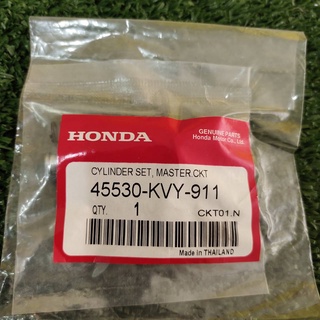 HONDA
GENUINE PARTS
Honda Motor Co., Ltd.
CYLINDER SET, MASTER.CKT
45530-KVY-911
QTY. 1 CKT01.N
Made in THAILAND